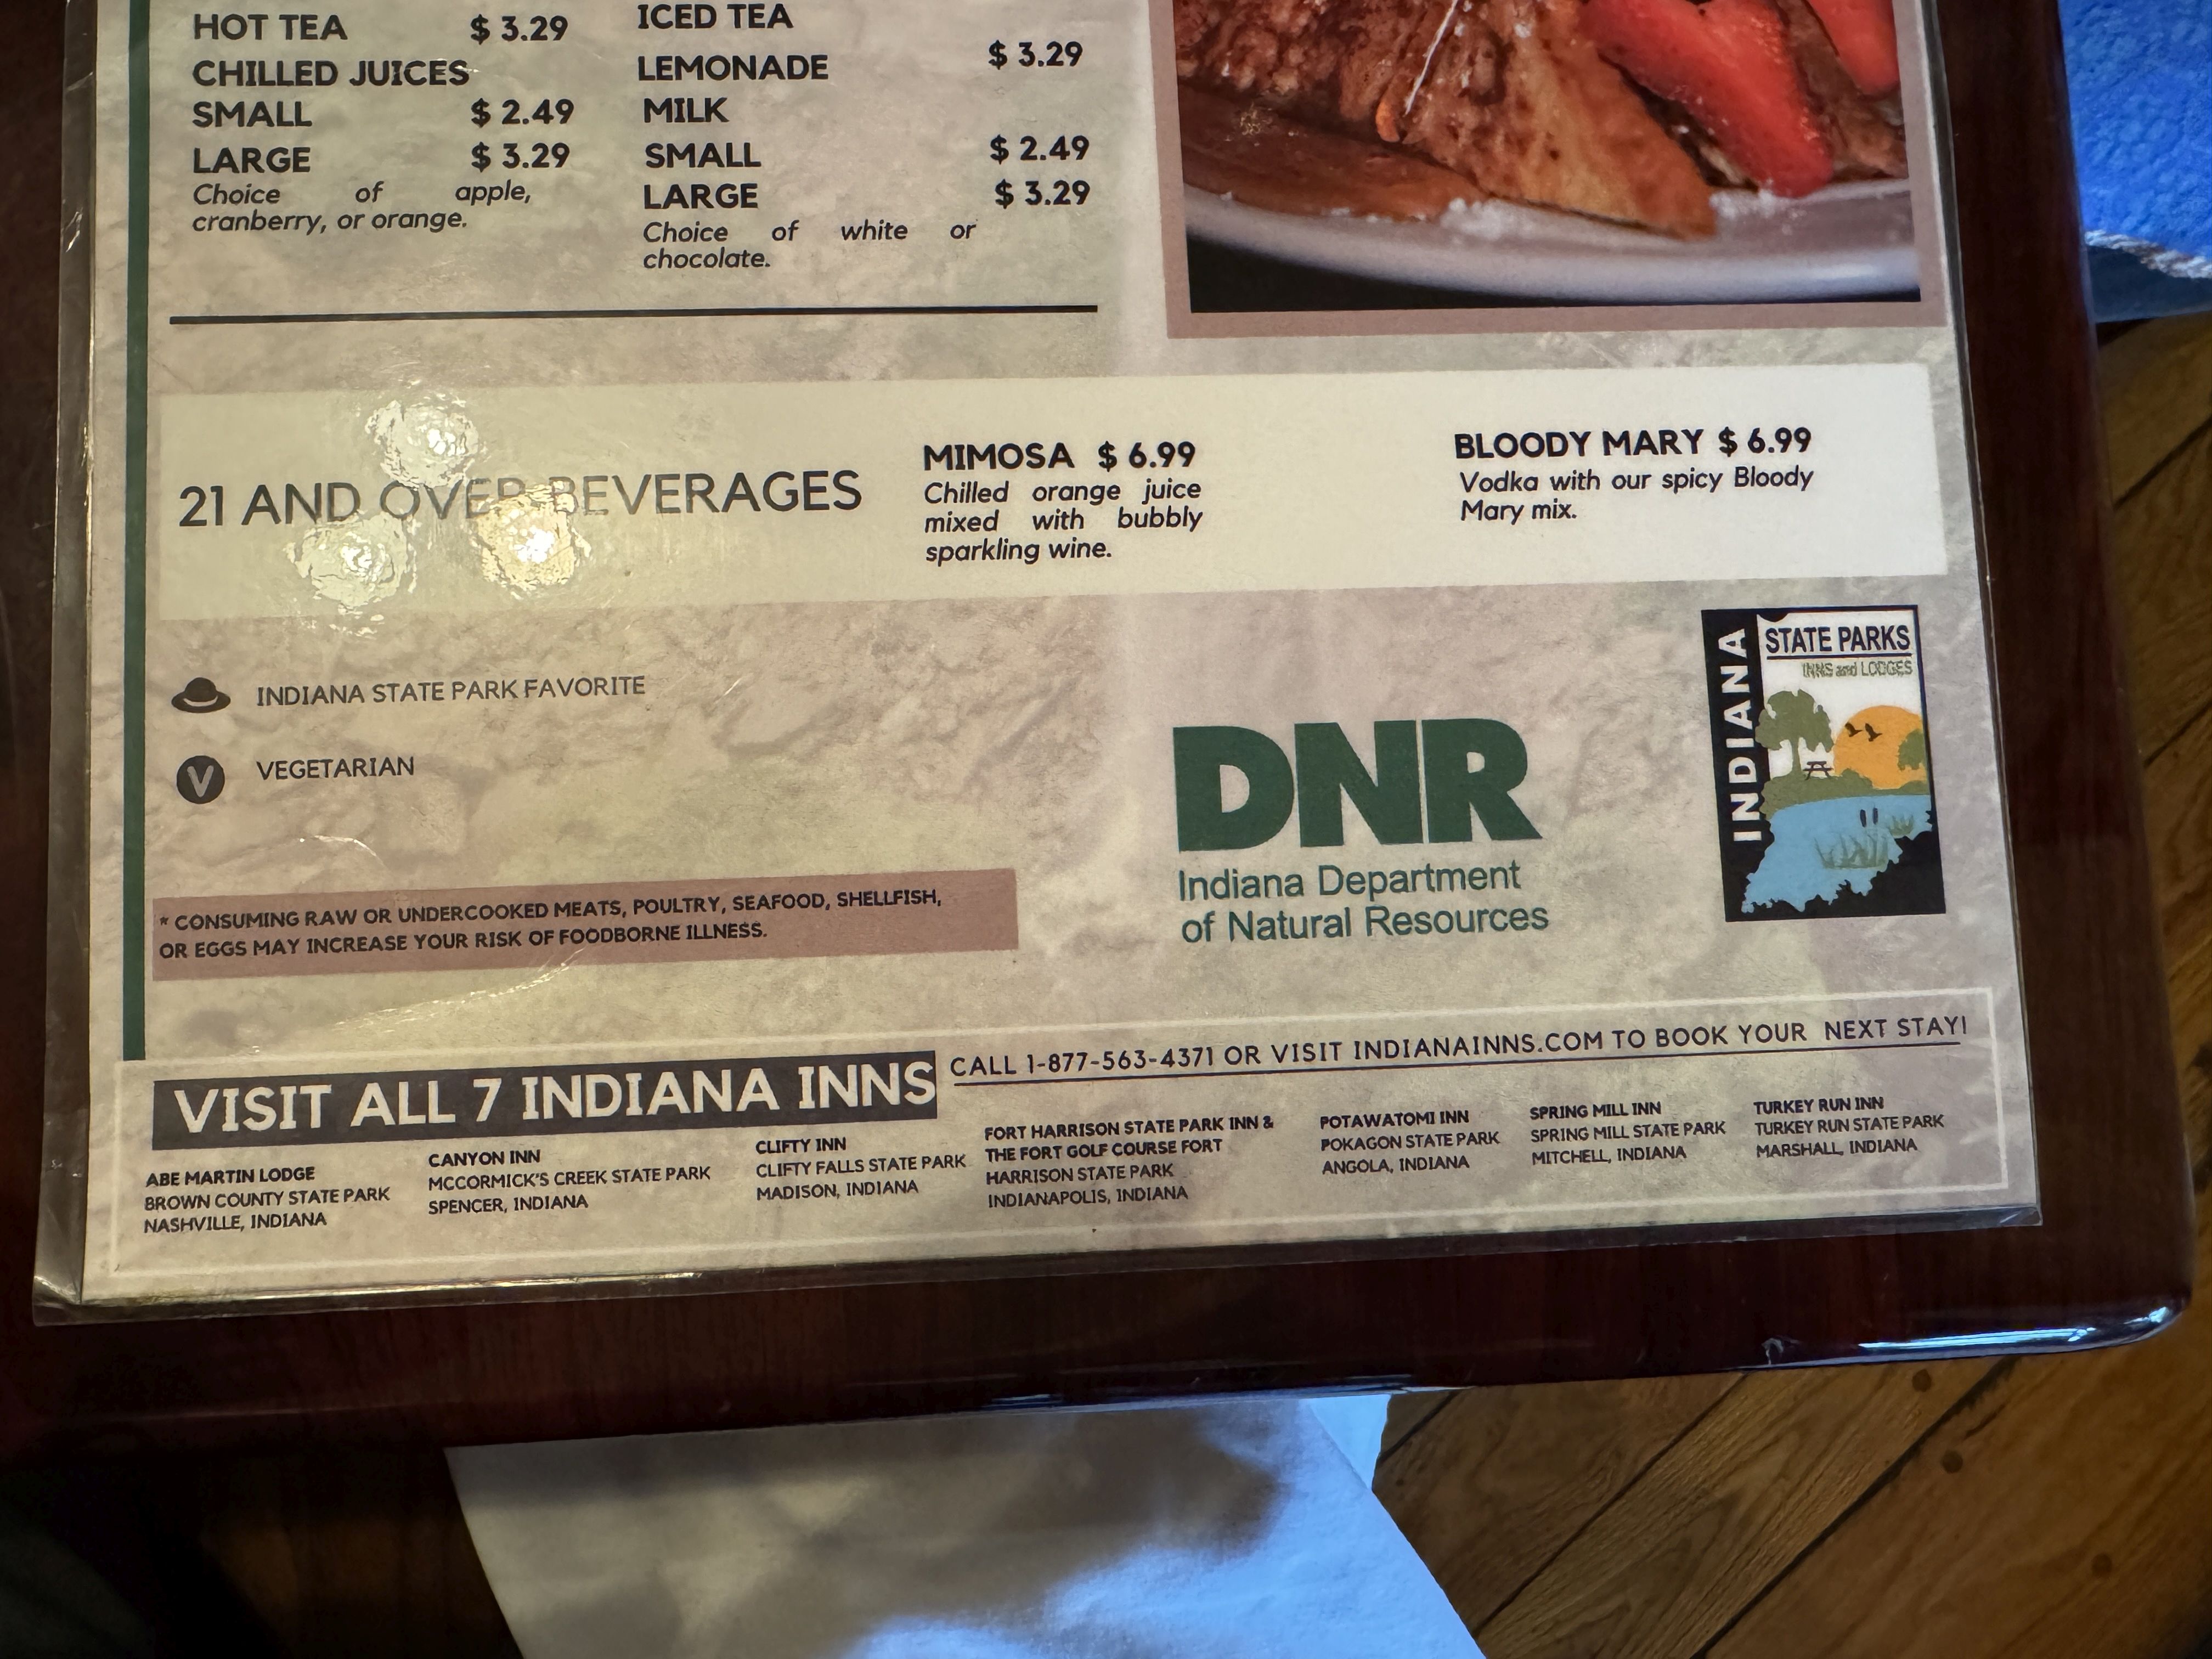 HOT TEA $ 3.29
CHILLED JUICES
SMALL $ 2.49
LARGE $ 3.29
Choice of apple,
cranberry, or orange.
ICED TEA
LEMONADE $ 3.29
MILK
SMALL $ 2.49
LARGE $ 3.29
Choice of white or
chocolate.
21 AND OVER BEVERAGES
MIMOSA $ 6.99
Chilled orange juice
mixed with bubbly
sparkling wine.
BLOODY MARY $ 6.99
Vodka with our spicy Bloody
Mary mix.
INDIANA STATE PARK FAVORITE
V VEGETARIAN
* CONSUMING RAW OR UNDERCOOKED MEATS, POULTRY, SEAFOOD, SHELLFISH,
OR EGGS MAY INCREASE YOUR RISK OF FOODBORNE ILLNESS.
DNR
Indiana Department
of Natural Resources
INDIANA
STATE PARKS
INNS and LODGES
VISIT ALL 7 INDIANA INNS
CALL 1-877-563-4371 OR VISIT INDIANAINNS.COM TO BOOK YOUR NEXT STAY!
ABE MARTIN LODGE
BROWN COUNTY STATE PARK
NASHVILLE, INDIANA
CANYON INN
MCCORMICK'S CREEK STATE PARK
SPENCER, INDIANA
CLIFTY INN
CLIFTY FALLS STATE PARK
MADISON, INDIANA
FORT HARRISON STATE PARK INN &
THE FORT GOLF COURSE FORT
HARRISON STATE PARK
INDIANAPOLIS, INDIANA
POTAWATOMI INN
POKAGON STATE PARK
ANGOLA, INDIANA
SPRING MILL INN
SPRING MILL STATE PARK
MITCHELL, INDIANA
TURKEY RUN INN
TURKEY RUN STATE PARK
MARSHALL, INDIANA